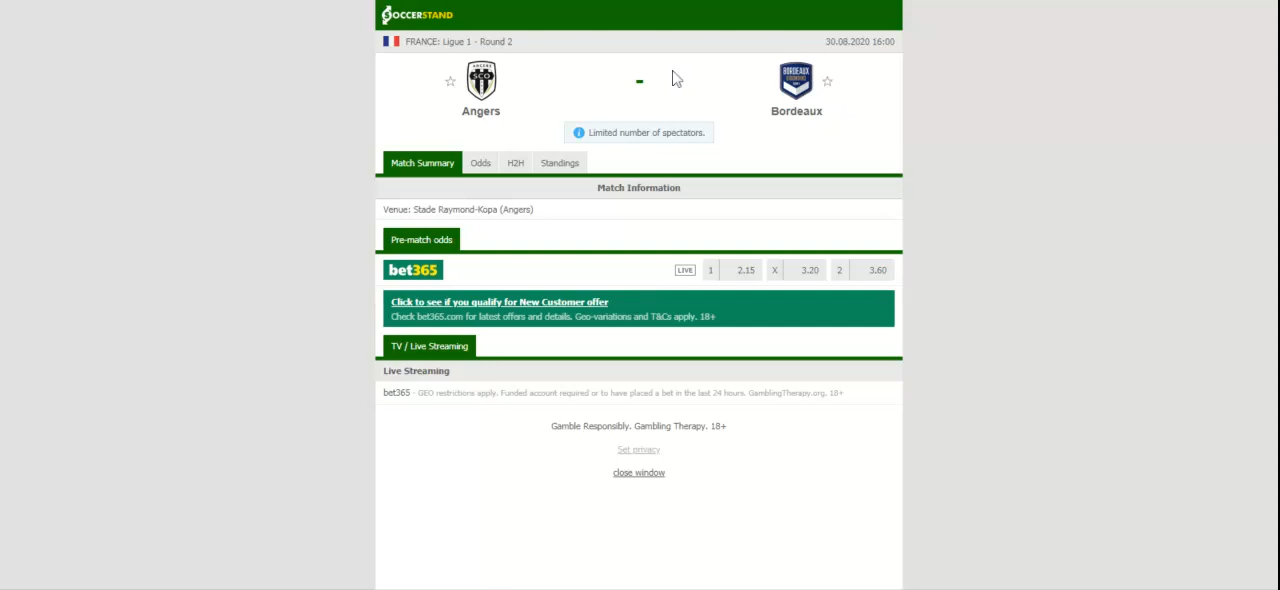 SOCCERSTAND
FRANCE: Ligue 1 - Round 2 30.08.2020 16:00
ANGERS SCO
BORDEAUX
-
Angers Bordeaux
Limited number of spectators.
Match Summary Odds H2H Standings
Match Information
Venue: Stade Raymond-Kopa (Angers)
Pre-match odds
bet365 LIVE 1 2.15 X 3.20 2 3.60
Click to see if you qualify for New Customer offer
Check bet365.com for latest offers and details. Geo-variations and T&Cs apply. 18+
TV / Live Streaming
Live Streaming
bet365 - GEO restrictions apply. Funded account required or to have placed a bet in the last 24 hours. GamblingTherapy.org. 18+
Gamble Responsibly. Gambling Therapy. 18+
Set privacy
close window